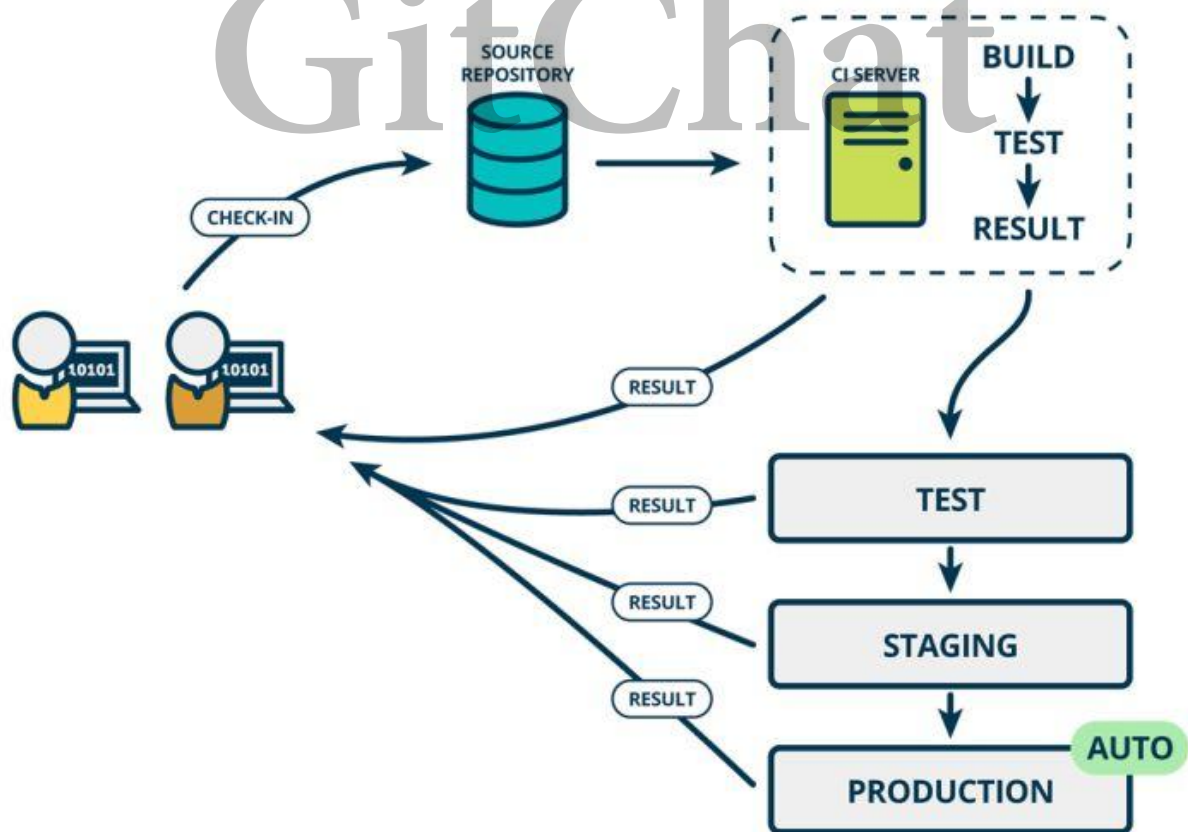 GitChat
SOURCE
REPOSITORY
CI SERVER
BUILD
TEST
RESULT
CHECK-IN
10101
10101
RESULT
TEST
RESULT
RESULT
STAGING
RESULT
AUTO
PRODUCTION